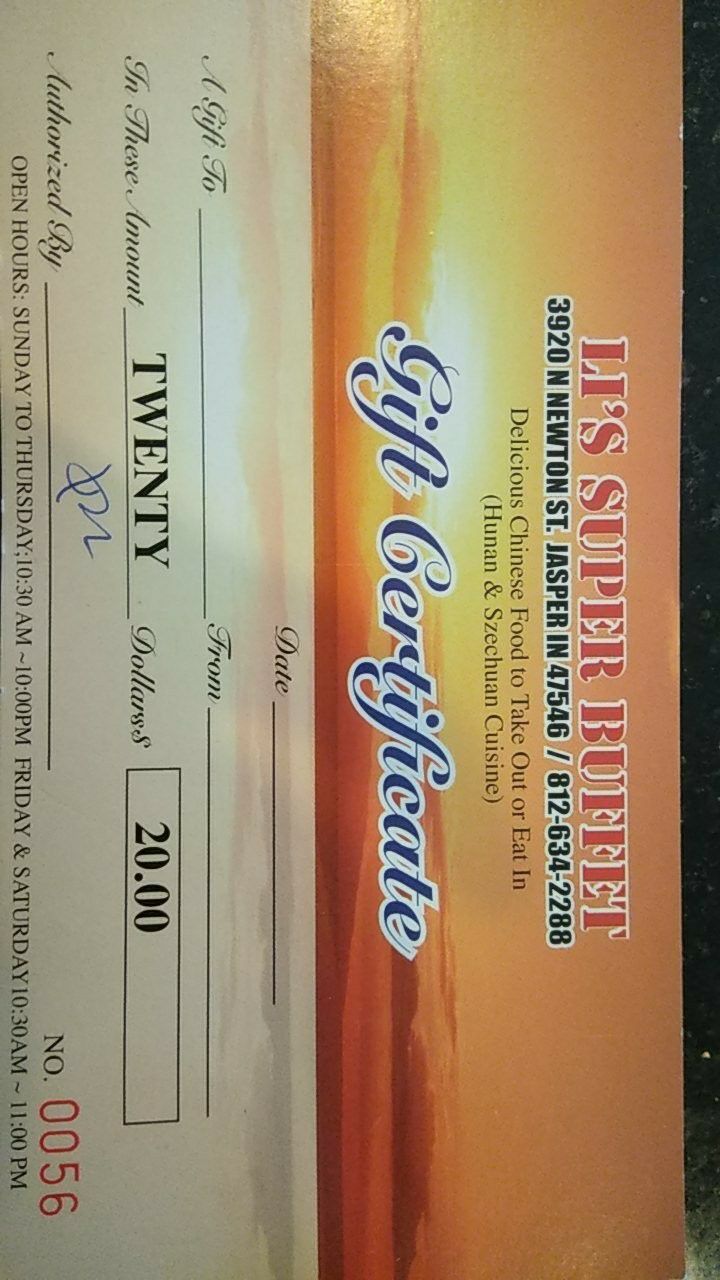 LI'S SUPER BUFFET
3920 N NEWTON ST. JASPER IN 47546 / 812-634-2288
Delicious Chinese Food to Take Out or Eat In
(Hunan & Szechuan Cuisine)
Gift Certificate
Date
A Gift To From
In These Amount TWENTY Dollars$ 20.00
Authorized By
NO. 0056
OPEN HOURS: SUNDAY TO THURSDAY;10:30 AM ~10:00PM FRIDAY & SATURDAY10:30AM ~ 11:00 PM